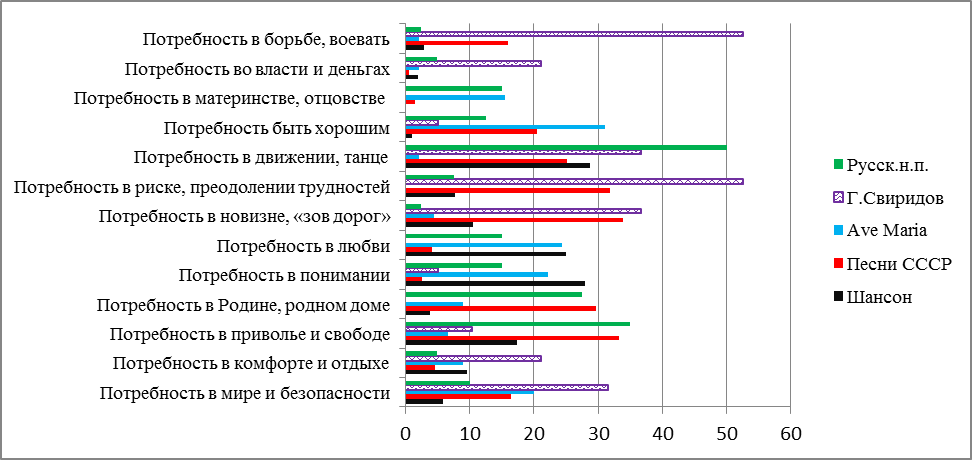 Потребность в борьбе, воевать
Потребность во власти и деньгах
Потребность в материнстве, отцовстве
Потребность быть хорошим
Потребность в движении, танце
Потребность в риске, преодолении трудностей
Потребность в новизне, «зов дорог»
Потребность в любви
Потребность в понимании
Потребность в Родине, родном доме
Потребность в приволье и свободе
Потребность в комфорте и отдыхе
Потребность в мире и безопасности
0 10 20 30 40 50 60
Русск.н.п.
Г.Свиридов
Ave Maria
Песни СССР
Шансон